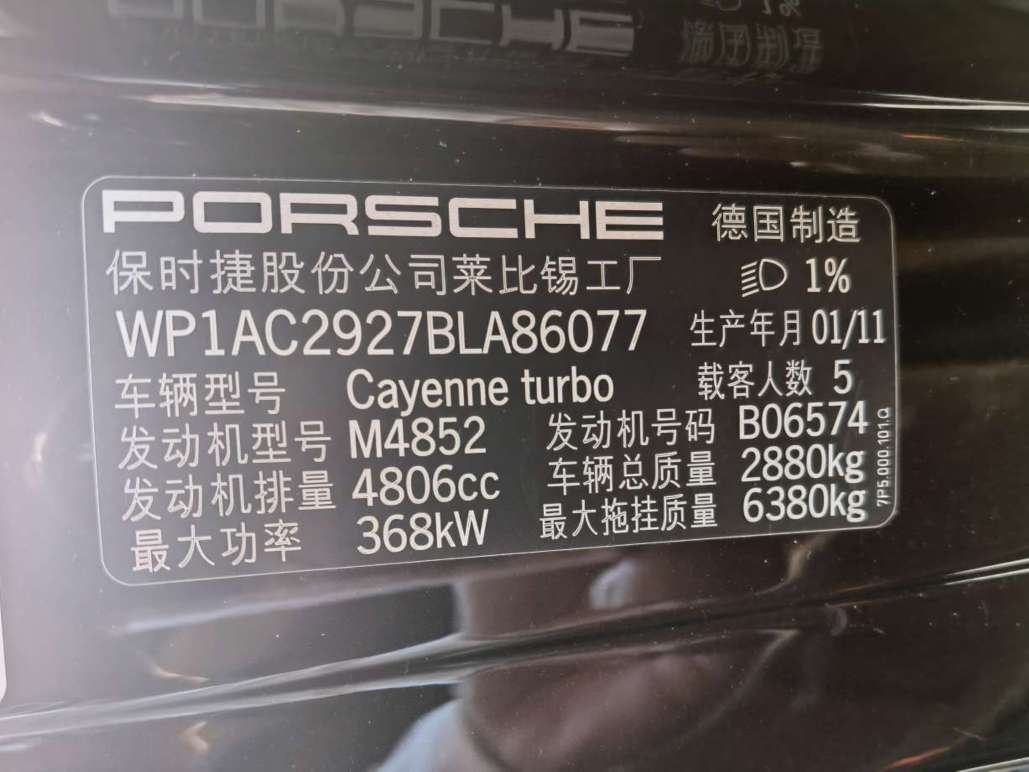 PORSCHE 德国制造
保时捷股份公司莱比锡工厂 1%
WP1AC2927BLA86077 生产年月 01/11
车辆型号 Cayenne turbo 载客人数 5
发动机型号 M4852 发动机号码 B06574
发动机排量 4806cc 车辆总质量 2880kg
最大功率 368kW 最大拖挂质量 6380kg
7P5.000.101.Q